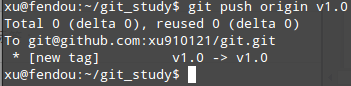 xu@fendou:~/git_study$ git push origin v1.0
Total 0 (delta 0), reused 0 (delta 0)
To git@github.com:xu910121/git.git
 * [new tag]         v1.0 -> v1.0
xu@fendou:~/git_study$